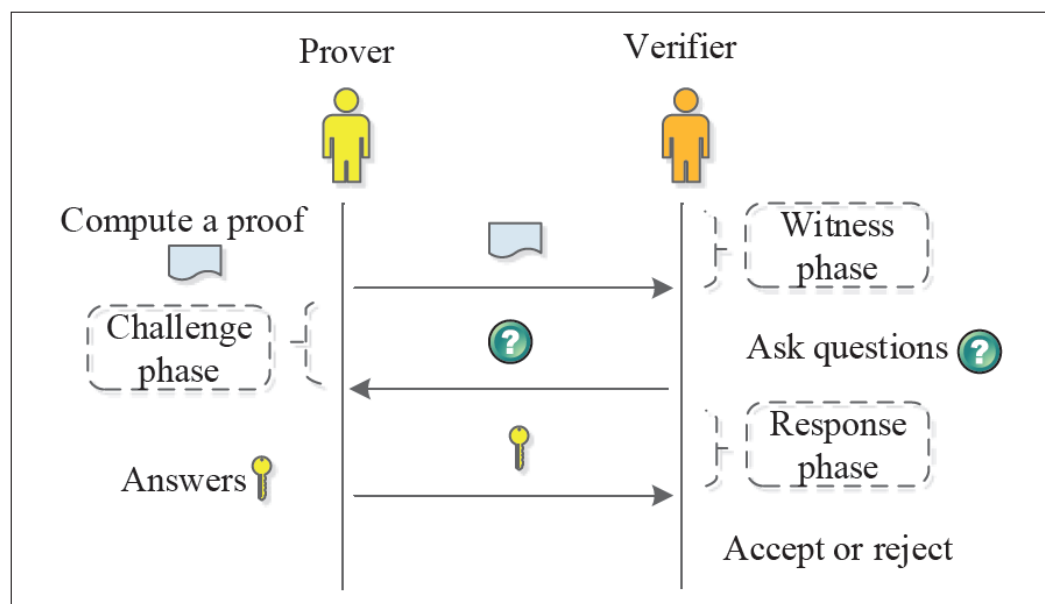 Prover
Verifier
Compute a proof
Witness
phase
Challenge
phase
?
Ask questions ?
Response
phase
Answers
Accept or reject